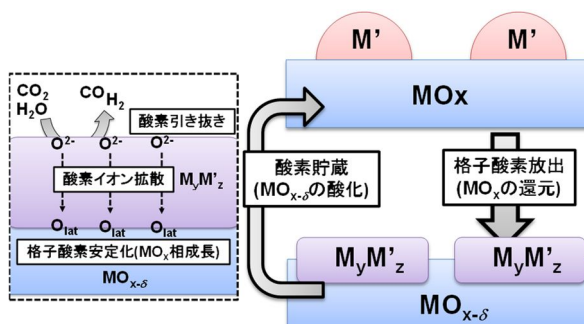 CO2
H2O
COH2
酸素引き抜き
O2- O2- O2-
酸素イオン拡散
MyM'z
Olat Olat Olat
格子酸素安定化(MOx相成長)
MOx-δ
M' M'
MOx
酸素貯蔵
(MOx-δの酸化)
格子酸素放出
(MOxの還元)
MyM'z MyM'z
MOx-δ